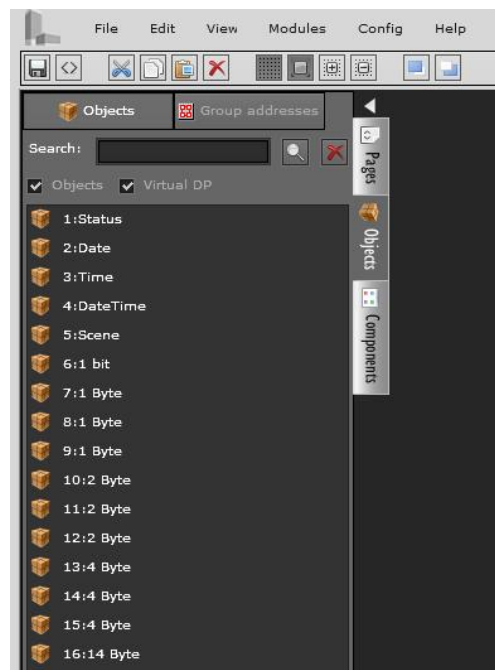 File Edit View Modules Config Help
Objects Group addresses
Search:
Objects Virtual DP
1:Status
2:Date
3:Time
4:DateTime
5:Scene
6:1 bit
7:1 Byte
8:1 Byte
9:1 Byte
10:2 Byte
11:2 Byte
12:2 Byte
13:4 Byte
14:4 Byte
15:4 Byte
16:14 Byte
Pages
Objects
Components